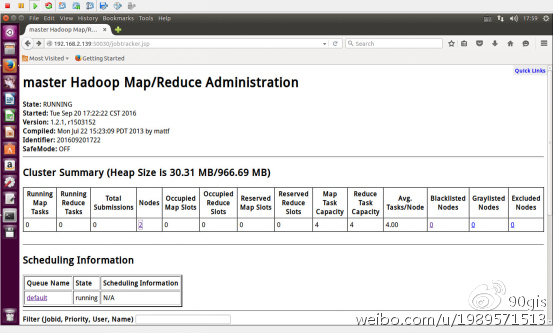 File Edit View History Bookmarks Tools Help
17:59
master Hadoop Map/R...
192.168.2.139:50030/jobtracker.jsp
Search
Most Visited
Getting Started
Quick Links
master Hadoop Map/Reduce Administration
State: RUNNING
Started: Tue Sep 20 17:22:22 CST 2016
Version: 1.2.1, r1503152
Compiled: Mon Jul 22 15:23:09 PDT 2013 by mattf
Identifier: 201609201722
SafeMode: OFF
Cluster Summary (Heap Size is 30.31 MB/966.69 MB)
Running Map Tasks Running Reduce Tasks Total Submissions Nodes Occupied Map Slots Occupied Reduce Slots Reserved Map Slots Reserved Reduce Slots Map Task Capacity Reduce Task Capacity Avg. Tasks/Node Blacklisted Nodes Graylisted Nodes Excluded Nodes
0 0 0 2 0 0 0 0 4 4 4.00 0 0 0
Scheduling Information
Queue Name State Scheduling Information
default running N/A
Filter (Jobid, Priority, User, Name)
90gis
weibo.com/u/1989571513